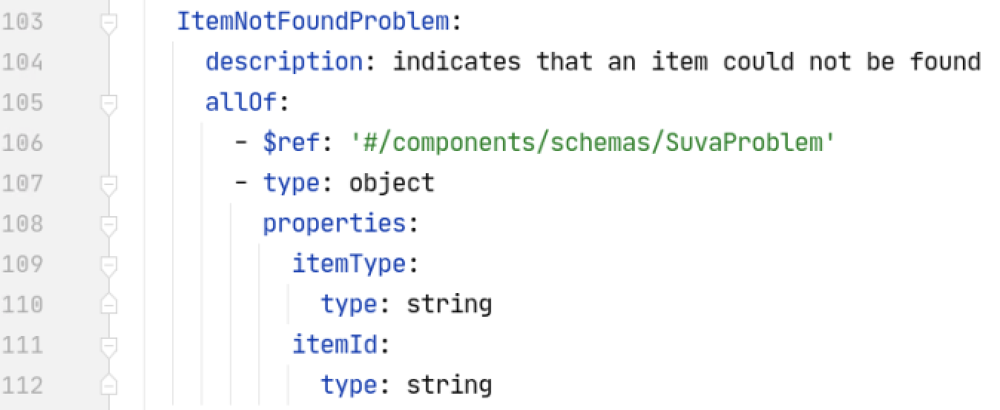 103 ItemNotFoundProblem:
104 description: indicates that an item could not be found
105 allOf:
106 - $ref: '#/components/schemas/SuvaProblem'
107 - type: object
108 properties:
109 itemType:
110 type: string
111 itemId:
112 type: string